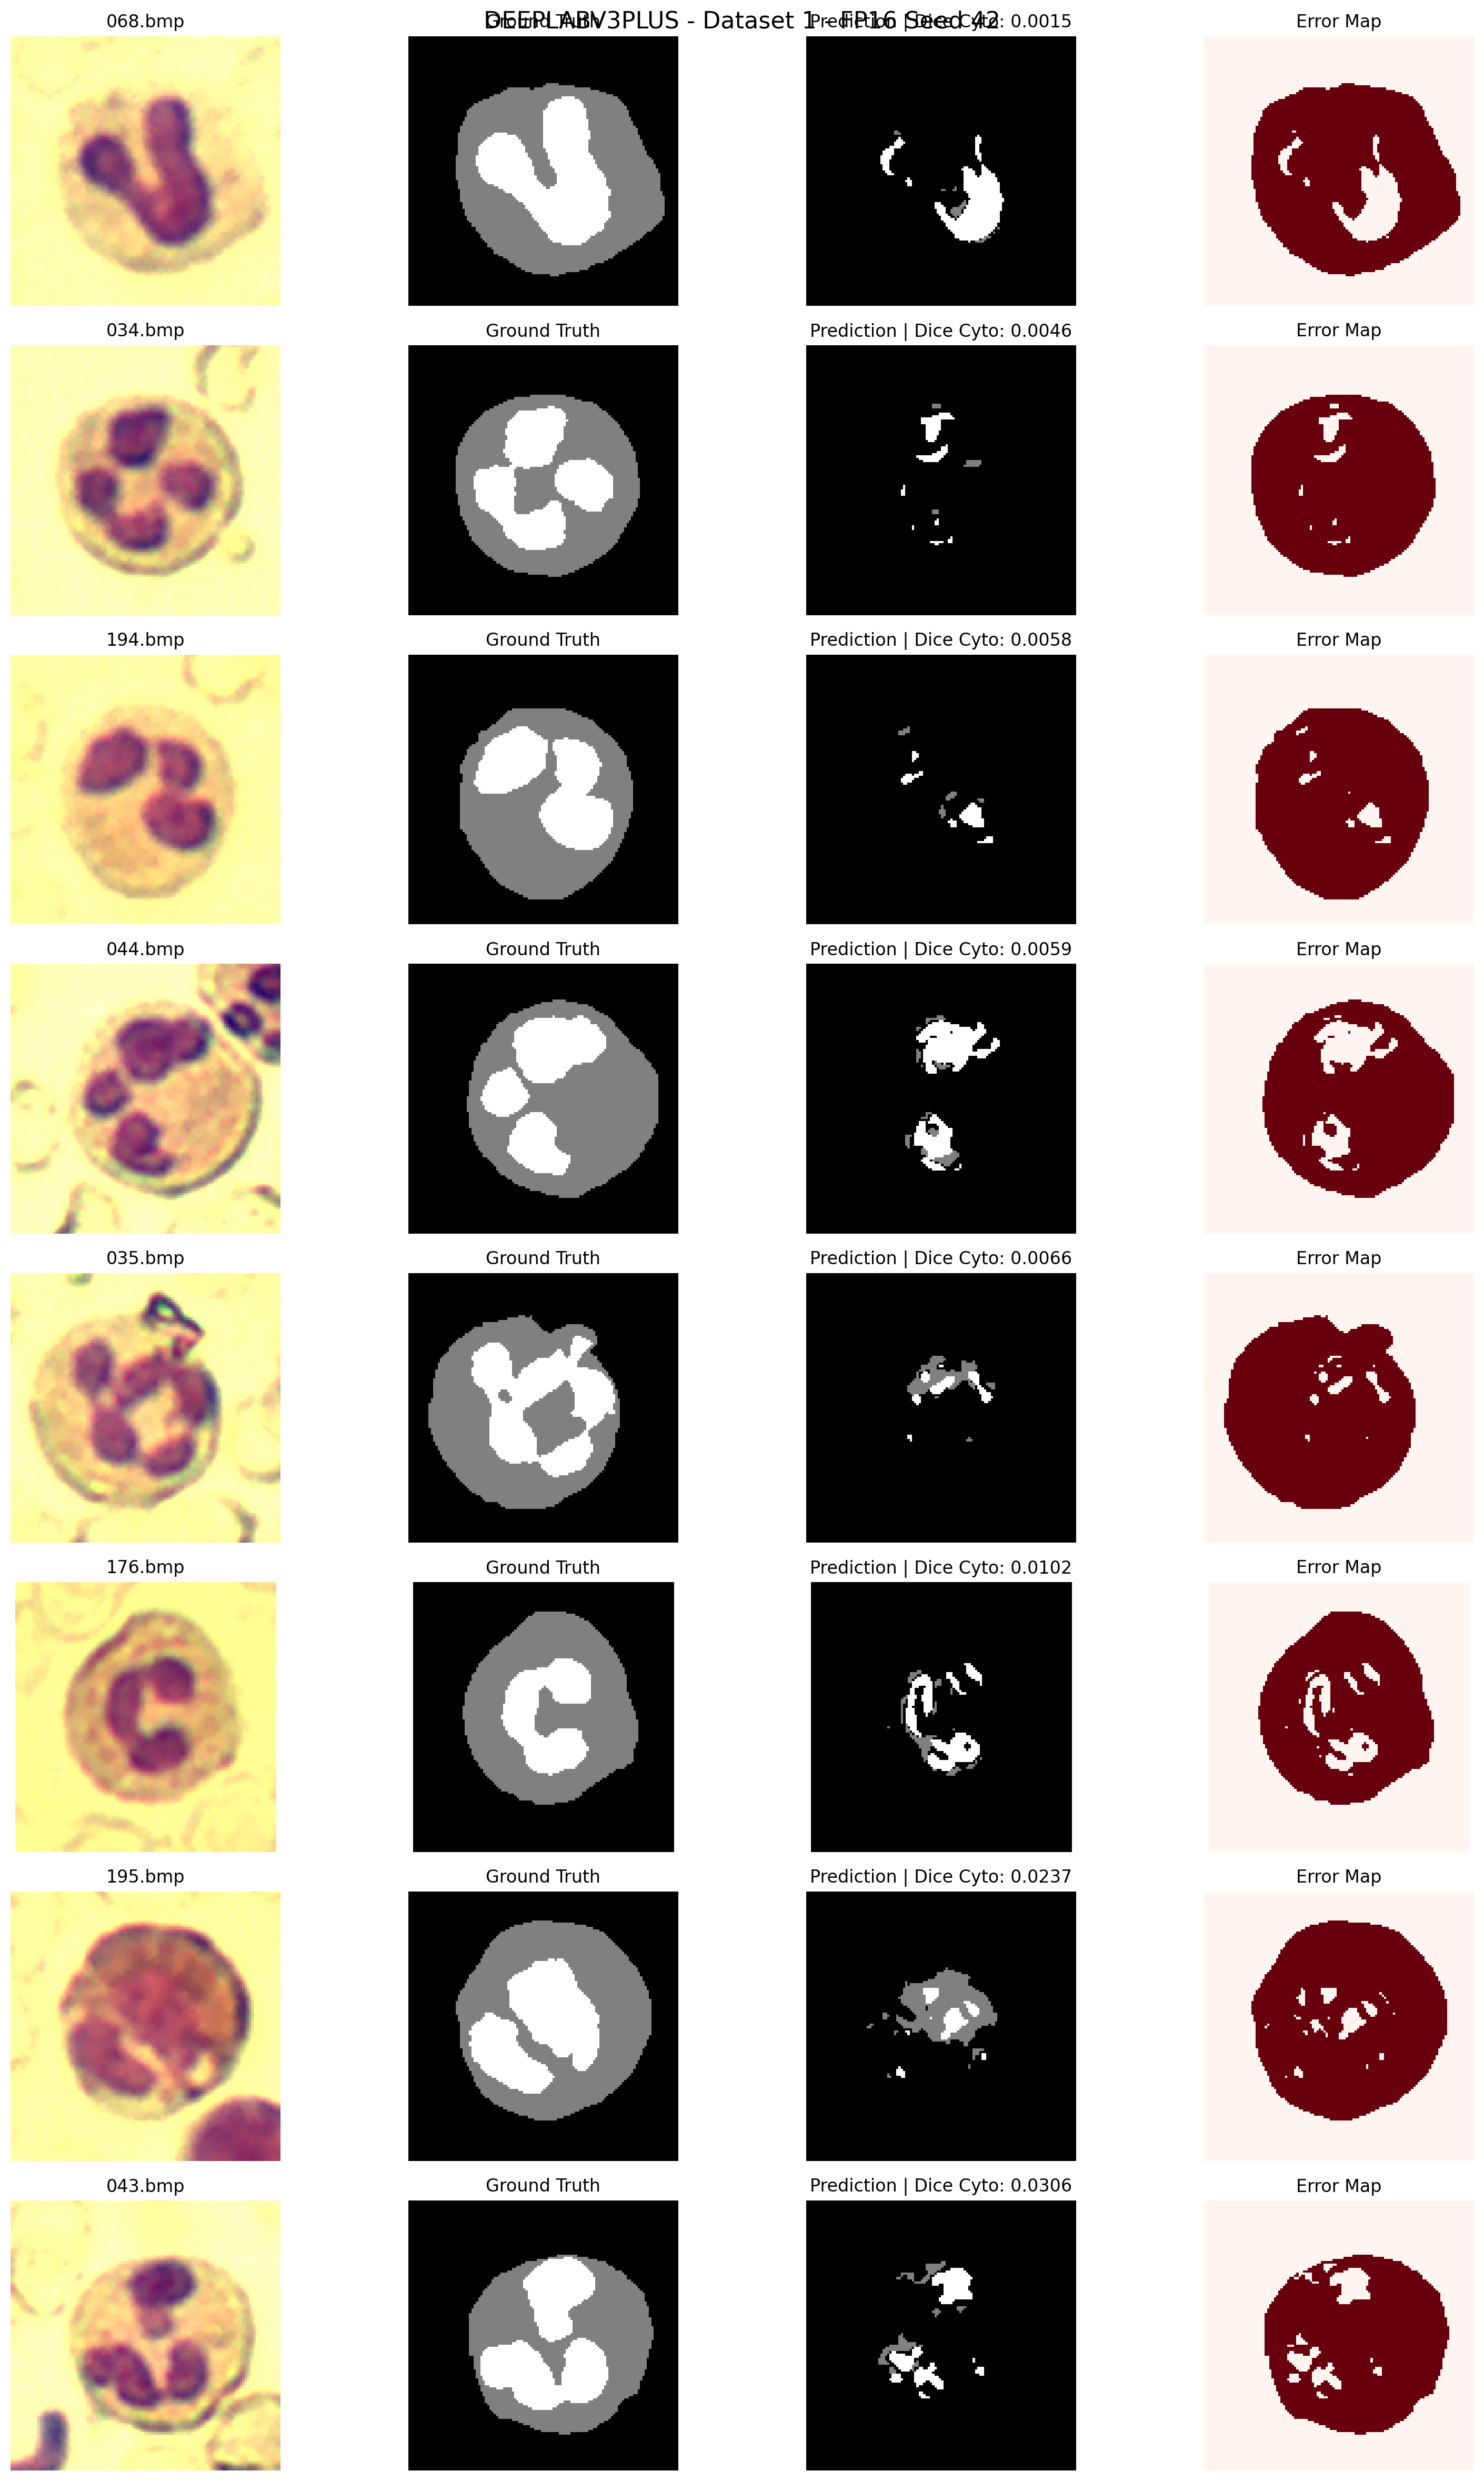 DEEPLABV3PLUS - Dataset 1 - FP16 Seed 42
068.bmp Ground Truth Prediction | Dice Cyto: 0.0015 Error Map
034.bmp Ground Truth Prediction | Dice Cyto: 0.0046 Error Map
194.bmp Ground Truth Prediction | Dice Cyto: 0.0058 Error Map
044.bmp Ground Truth Prediction | Dice Cyto: 0.0059 Error Map
035.bmp Ground Truth Prediction | Dice Cyto: 0.0066 Error Map
176.bmp Ground Truth Prediction | Dice Cyto: 0.0102 Error Map
195.bmp Ground Truth Prediction | Dice Cyto: 0.0237 Error Map
043.bmp Ground Truth Prediction | Dice Cyto: 0.0306 Error Map